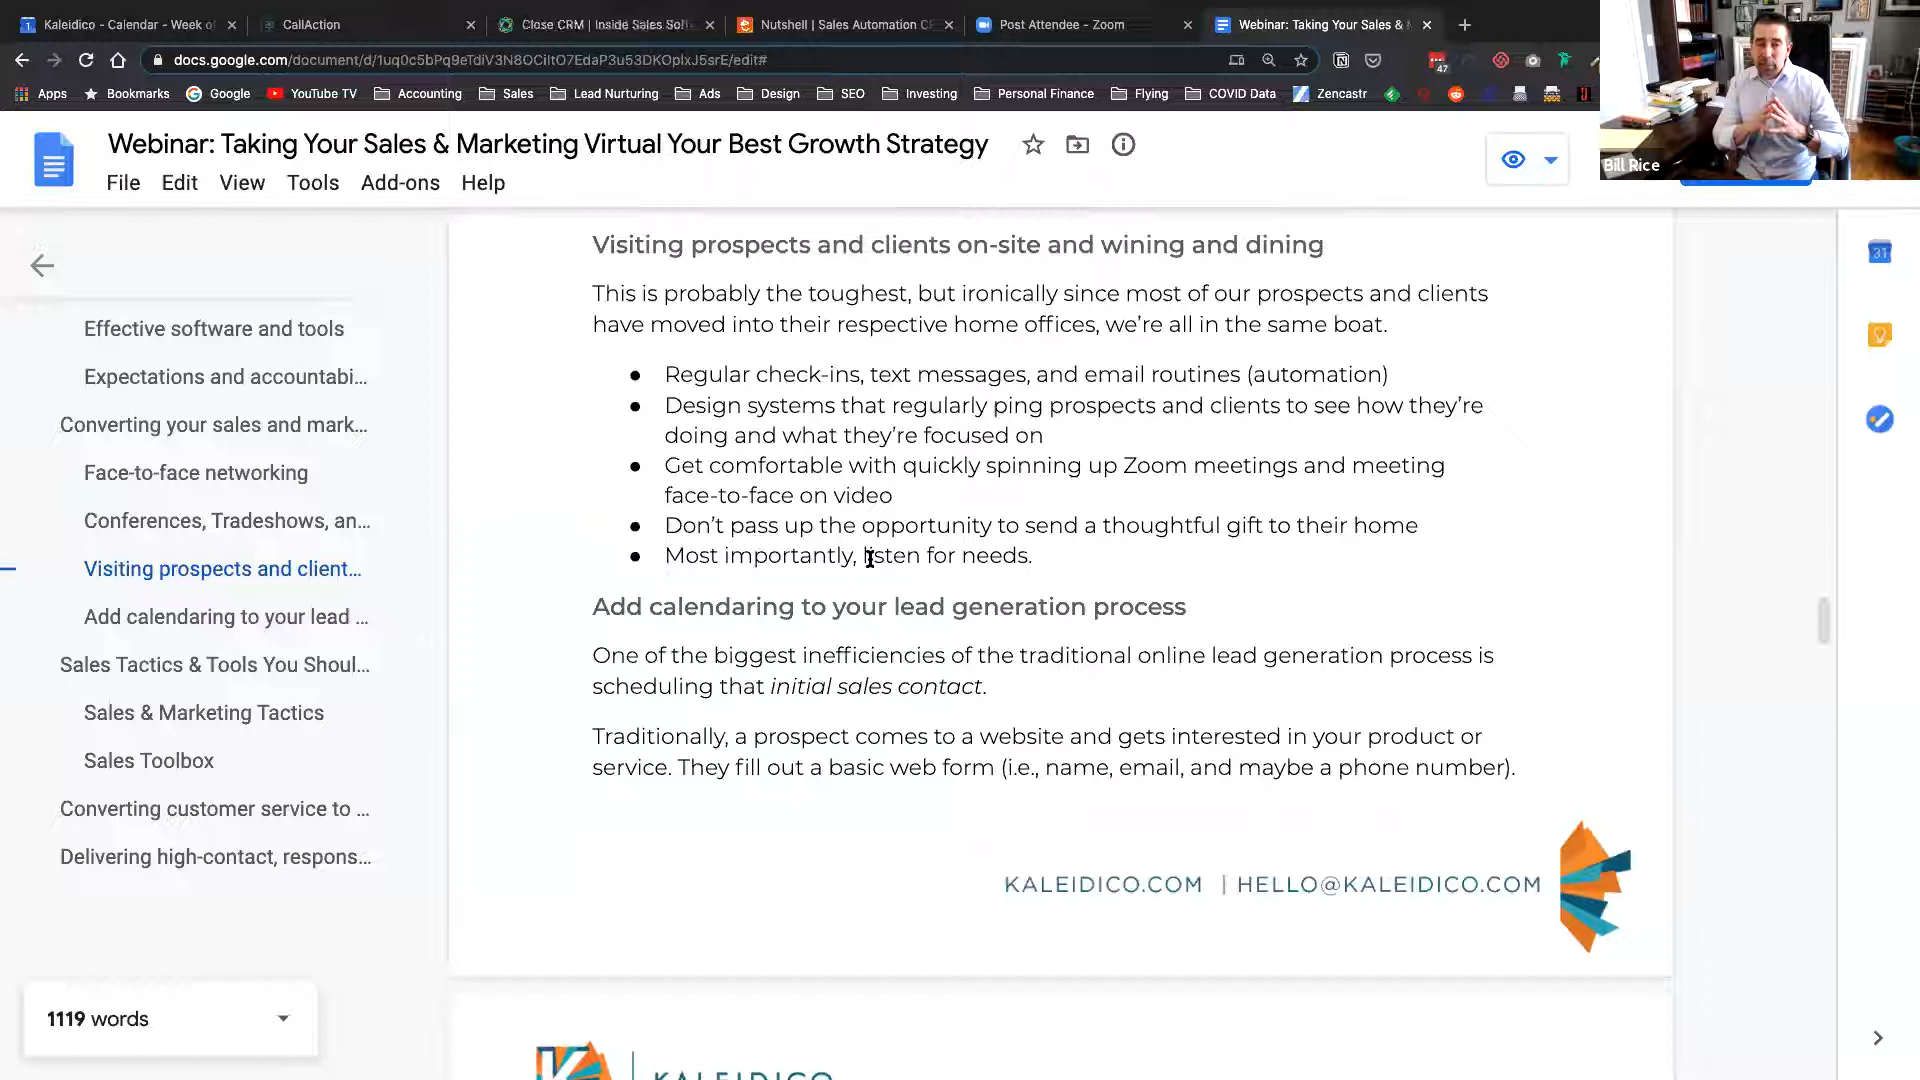 Kaleidico - Calendar - Week of
CallAction
Close CRM | Inside Sales Soft
Nutshell | Sales Automation CR
Post Attendee - Zoom
Webinar: Taking Your Sales & M
docs.google.com/document/d/1uq0c5bPq9eTdiV3N8OCiItO7EdaP3u53DKOplxJ5srE/edit#
47
Apps
Bookmarks
Google
YouTube TV
Accounting
Sales
Lead Nurturing
Ads
Design
SEO
Investing
Personal Finance
Flying
COVID Data
Zencastr
Webinar: Taking Your Sales & Marketing Virtual Your Best Growth Strategy
File Edit View Tools Add-ons Help
Bill Rice
Effective software and tools
Expectations and accountabi...
Converting your sales and mark...
Face-to-face networking
Conferences, Tradeshows, an...
Visiting prospects and client...
Add calendaring to your lead ...
Sales Tactics & Tools You Shoul...
Sales & Marketing Tactics
Sales Toolbox
Converting customer service to ...
Delivering high-contact, respons...
1119 words
Visiting prospects and clients on-site and wining and dining
This is probably the toughest, but ironically since most of our prospects and clients
have moved into their respective home offices, we’re all in the same boat.
● Regular check-ins, text messages, and email routines (automation)
● Design systems that regularly ping prospects and clients to see how they’re
doing and what they’re focused on
● Get comfortable with quickly spinning up Zoom meetings and meeting
face-to-face on video
● Don’t pass up the opportunity to send a thoughtful gift to their home
● Most importantly, listen for needs.
Add calendaring to your lead generation process
One of the biggest inefficiencies of the traditional online lead generation process is
scheduling that initial sales contact.
Traditionally, a prospect comes to a website and gets interested in your product or
service. They fill out a basic web form (i.e., name, email, and maybe a phone number).
KALEIDICO.COM | HELLO@KALEIDICO.COM
KALEIDICO
31